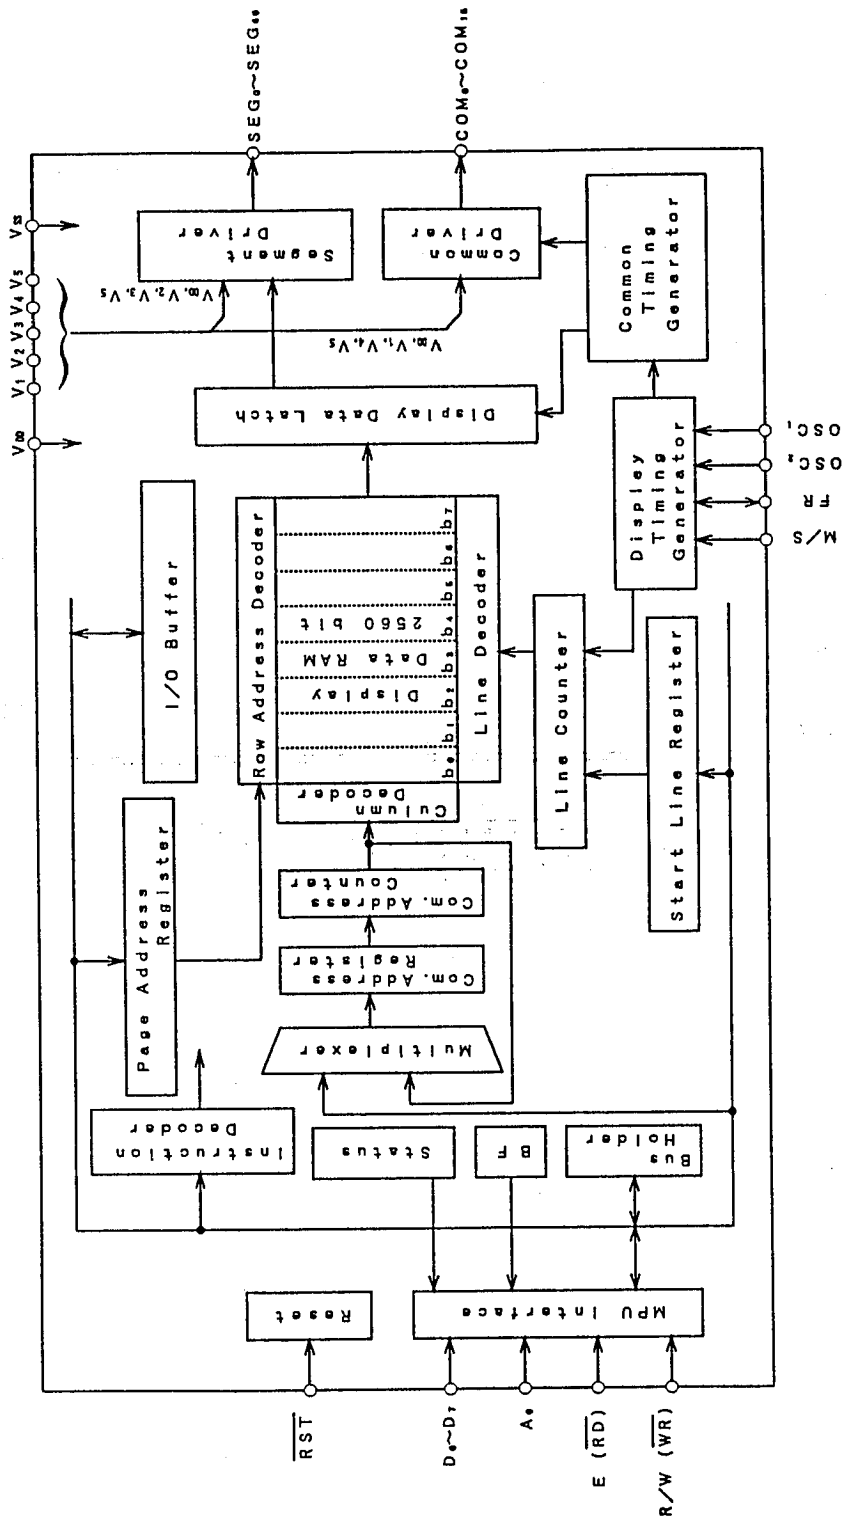 SEG₀~SEG₆₀
COM₀~COM₁₅
VSS
V5
V4
V3
V2
V1
VDD
Segment
Driver
Common
Driver
Common
Timing
Generator
VDD, V2, V3, V5
VDD, V1, V4, V5
Display Data Latch
Display
Timing
Generator
OSC₁
OSC₂
FR
M/S
I/O Buffer
Row Address Decoder
Display
Data RAM
2560 bit
b₀ b₁ b₂ b₃ b₄ b₅ b₆ b₇
Line Decoder
Culumn
Decoder
Line Counter
Start Line Register
Page Address
Register
Com. Address
Counter
Com. Address
Register
Multiplexer
Instruction
Decoder
Status
BF
Bus
Holder
Reset
MPU Interface
RST
D₀~D₇
A₀
E (RD)
R/W (WR)